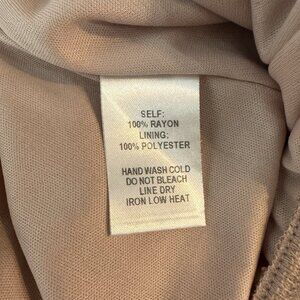 SELF:
100% RAYON
LINING:
100% POLYESTER
HAND WASH COLD
DO NOT BLEACH
LINE DRY
IRON LOW HEAT